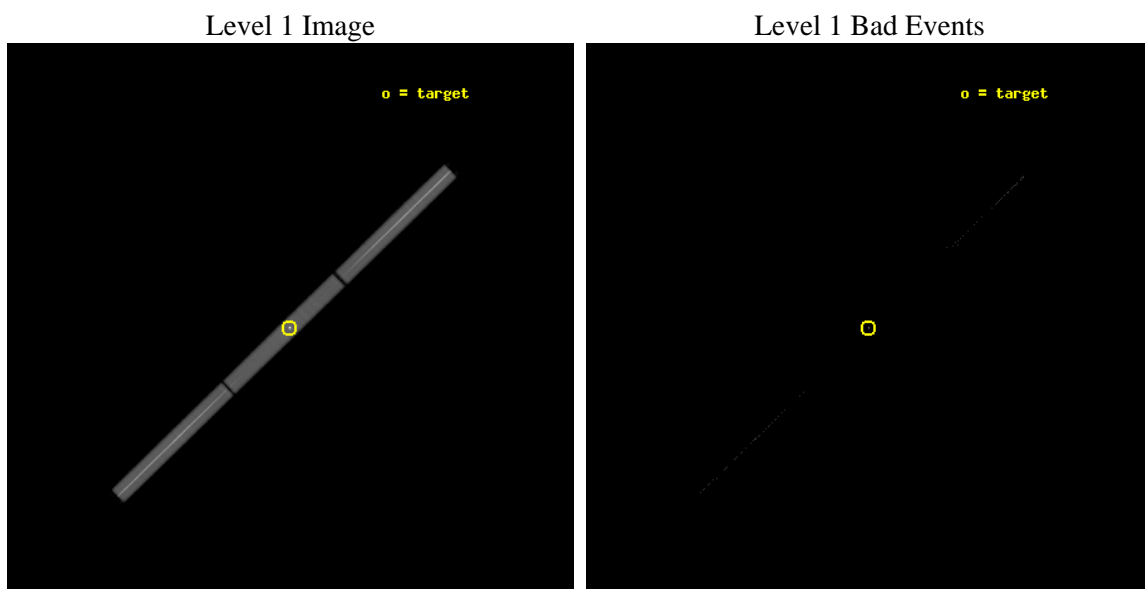 Level 1 Image
Level 1 Bad Events
o = target
o = target